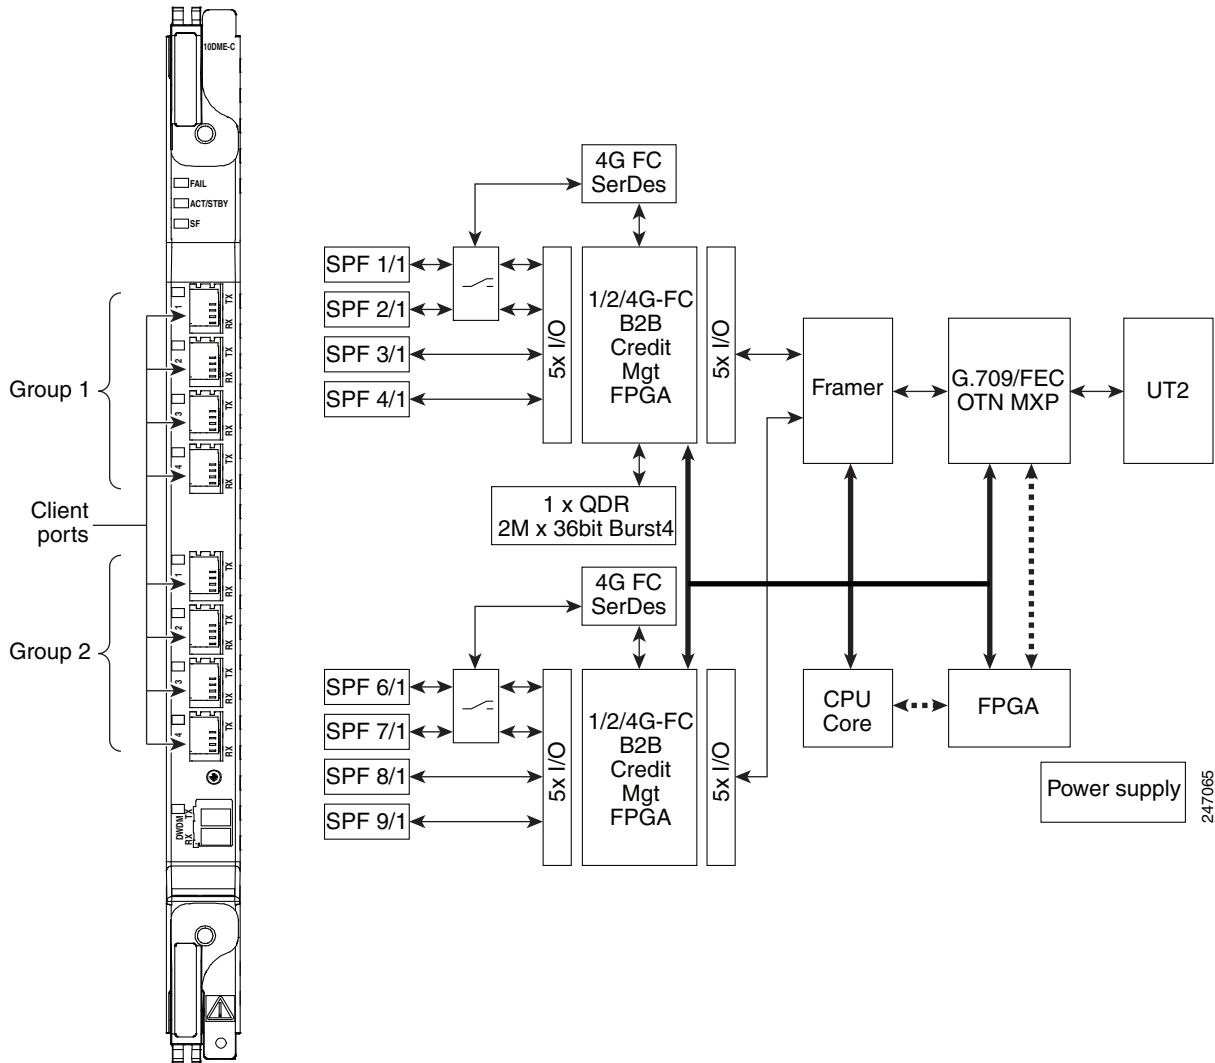 10DME-C
FAIL
ACT/STBY
SF
Group 1
1
TX
RX
2
TX
RX
3
TX
RX
4
TX
RX
Client
ports
Group 2
1
TX
RX
2
TX
RX
3
TX
RX
4
TX
RX
DWDM
TX
RX
4G FC
SerDes
SPF 1/1
SPF 2/1
SPF 3/1
SPF 4/1
5x I/O
1/2/4G-FC
B2B
Credit
Mgt
FPGA
5x I/O
Framer
G.709/FEC
OTN MXP
UT2
1 x QDR
2M x 36bit Burst4
4G FC
SerDes
SPF 6/1
SPF 7/1
SPF 8/1
SPF 9/1
5x I/O
1/2/4G-FC
B2B
Credit
Mgt
FPGA
5x I/O
CPU
Core
FPGA
Power supply
247065